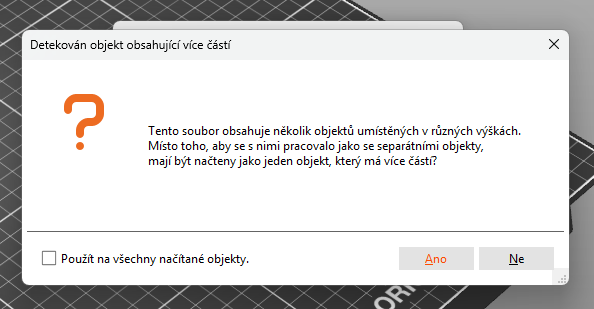 Detekován objekt obsahující více částí
Tento soubor obsahuje několik objektů umístěných v různých výškách.
Místo toho, aby se s nimi pracovalo jako se separátními objekty,
mají být načteny jako jeden objekt, který má více částí?
Použít na všechny načítané objekty.
Ano
Ne